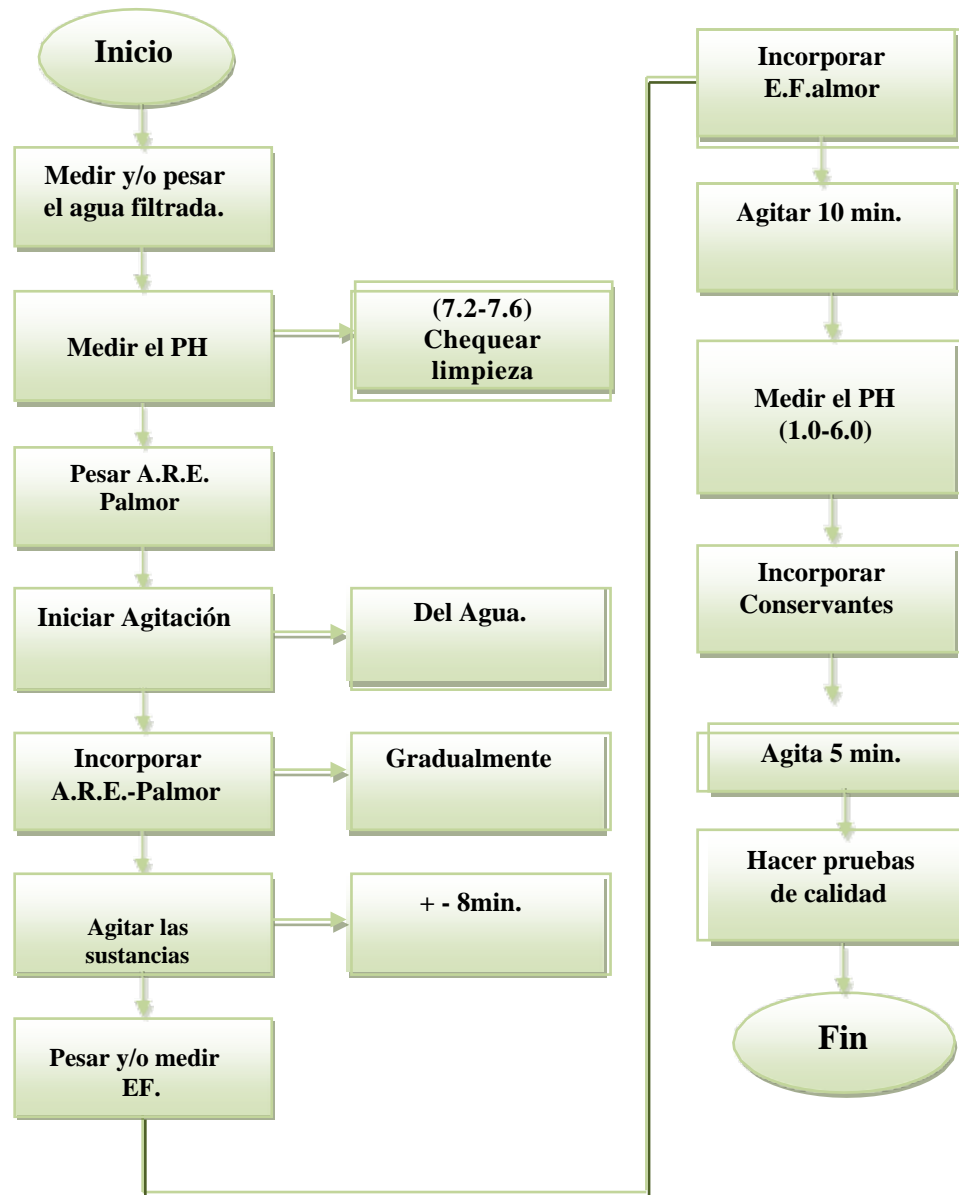 Inicio
Medir y/o pesar
el agua filtrada.
Medir el PH
(7.2-7.6)
Chequear
limpieza
Pesar A.R.E.
Palmor
Iniciar Agitación
Del Agua.
Incorporar
A.R.E.-Palmor
Gradualmente
Agitar las
sustancias
+ - 8min.
Pesar y/o medir
EF.
Incorporar
E.F.almor
Agitar 10 min.
Medir el PH
(1.0-6.0)
Incorporar
Conservantes
Agita 5 min.
Hacer pruebas
de calidad
Fin